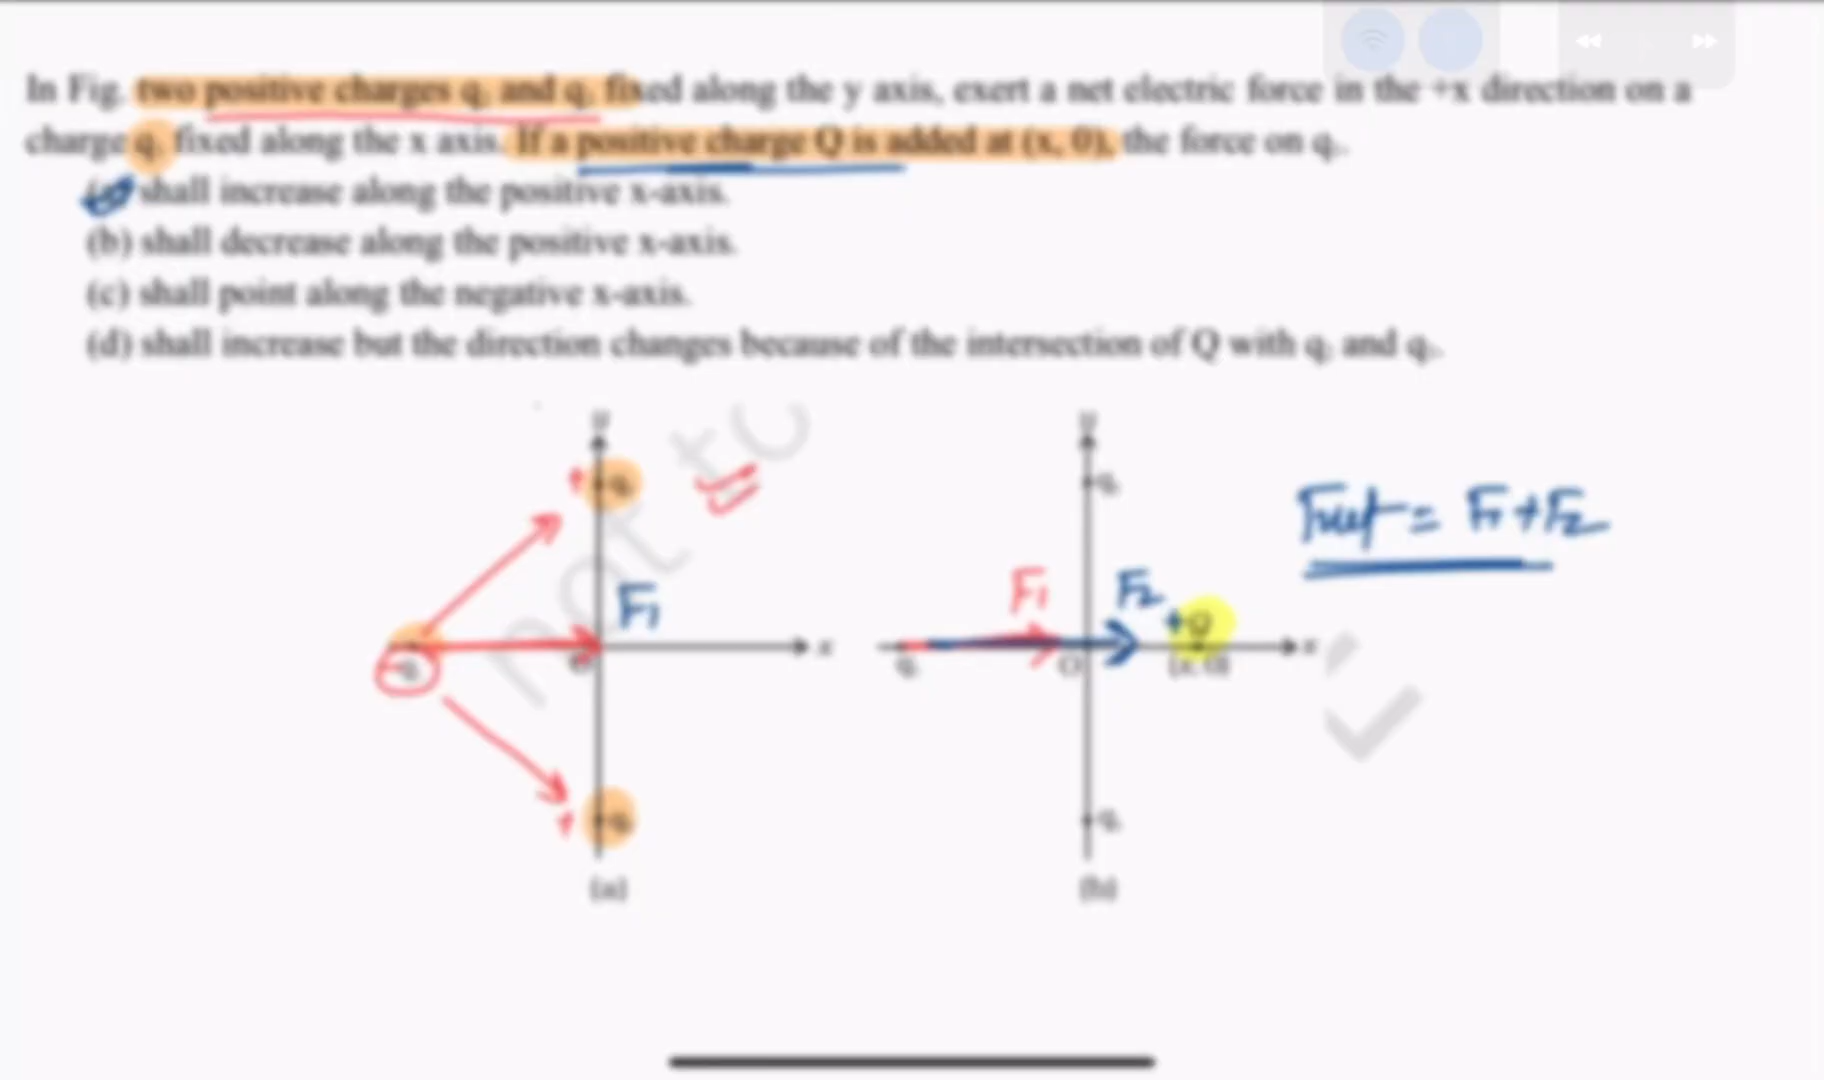 In Fig. two positive charges q and q fixed along the y axis, exert a net electric force in the +x direction on a
charge q fixed along the x axis. If a positive charge Q is added at (x, 0), the force on q
shall increase along the positive x-axis.
(b) shall decrease along the positive x-axis.
(c) shall point along the negative x-axis.
(d) shall increase but the direction changes because of the intersection of Q with q and q
not to
y
q
F1
x
q
O
q
(a)
y
q
Fnet = F1+F2
F1
F2
+Q
q
O
(x, 0)
x
q
(b)